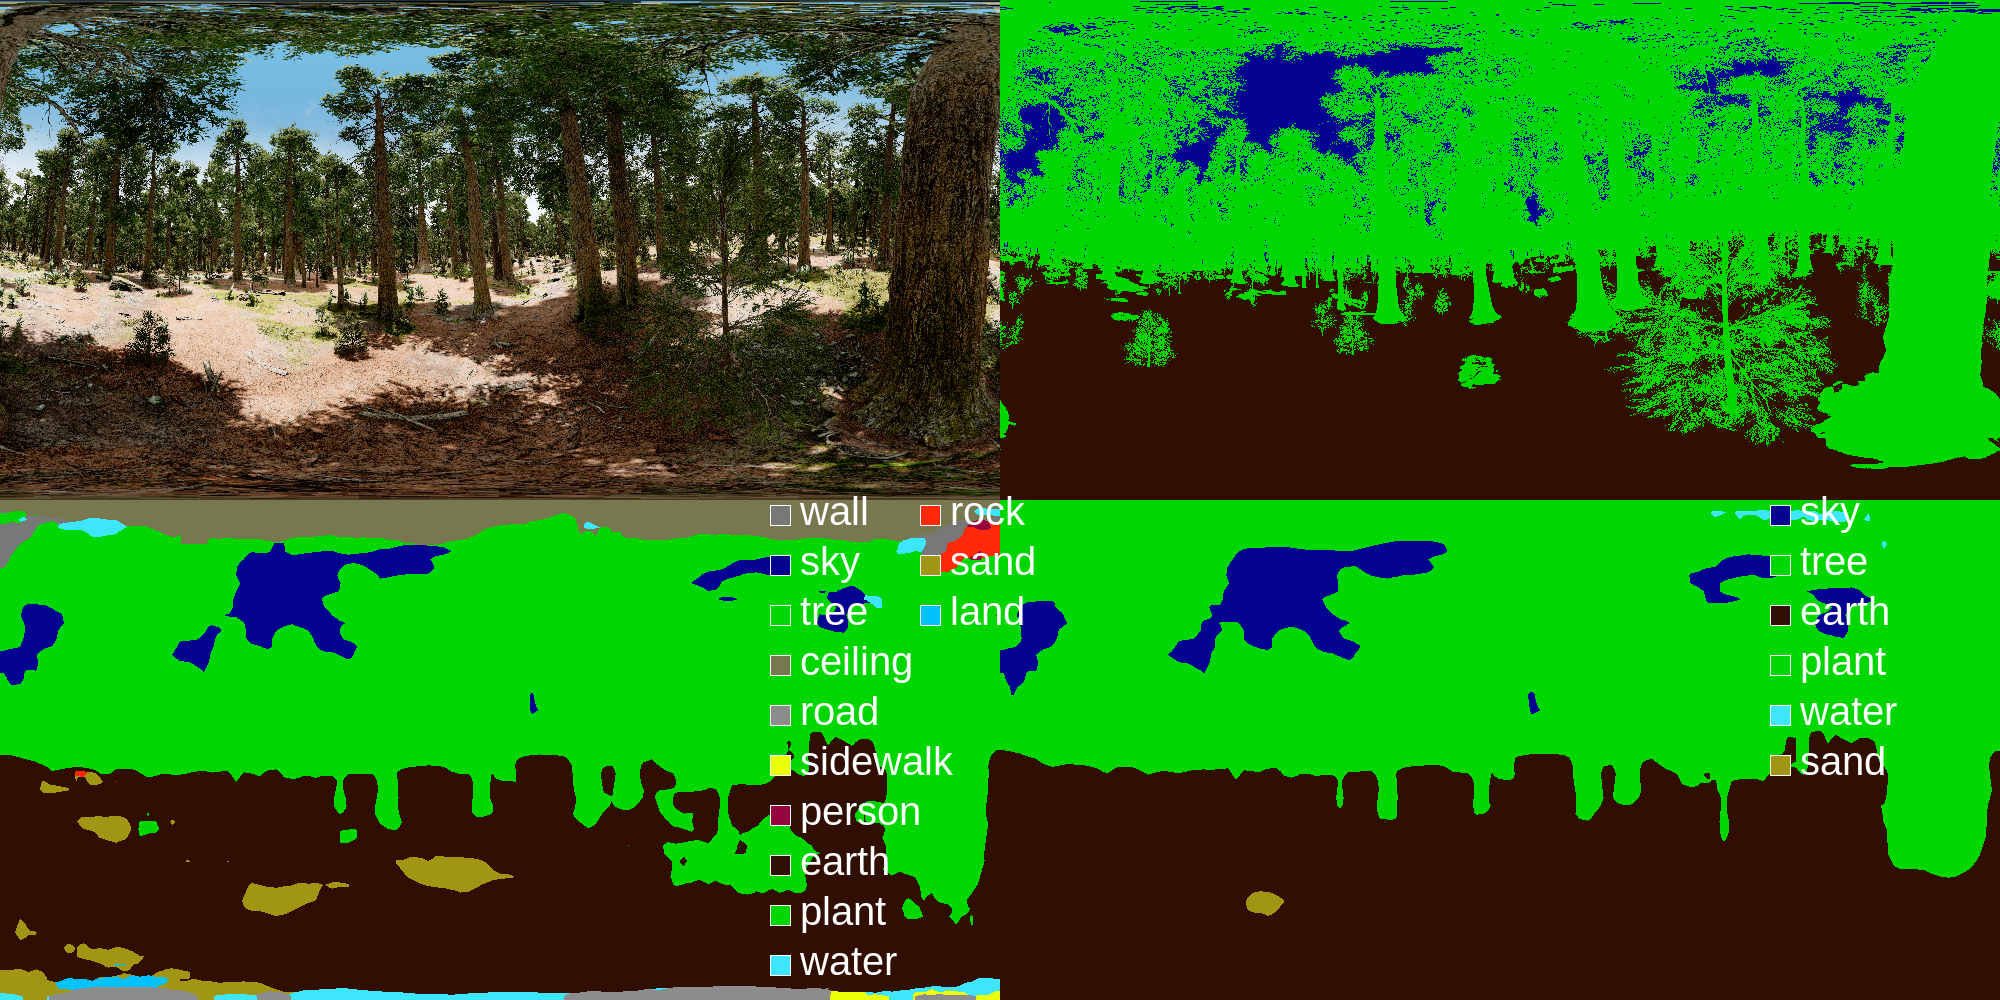 wall
sky
tree
ceiling
road
sidewalk
person
earth
plant
water
rock
sand
land
sky
tree
earth
plant
water
sand